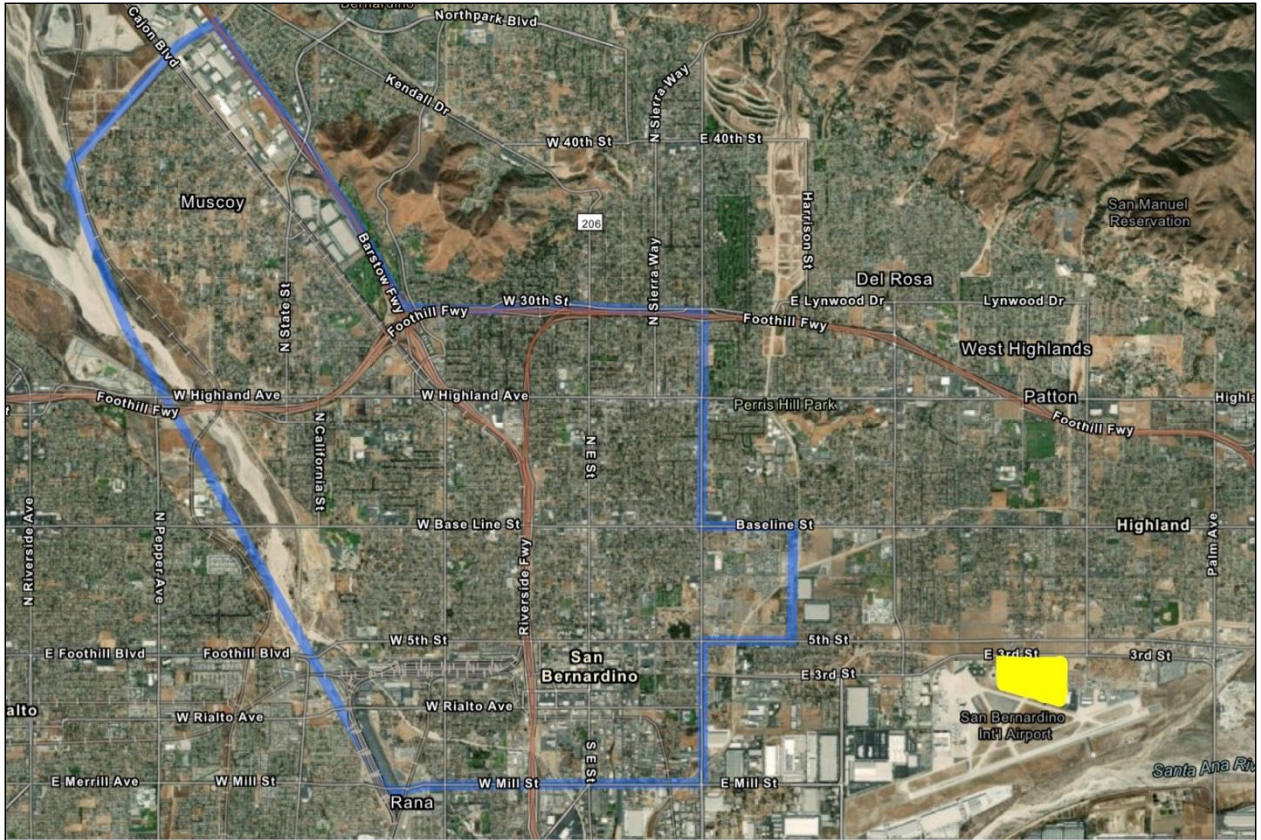 Bernardino
Cajon Blvd
Northpark Blvd
Kendall Dr
N Sierra Way
W 40th St
E 40th St
Muscoy
206
Harrison St
San Manuel
Reservation
Barstow Fwy
N Sierra Way
Del Rosa
N State St
W 30th St
E Lynwood Dr
Lynwood Dr
Foothill Fwy
Foothill Fwy
West Highlands
Foothill Fwy
W Highland Ave
W Highland Ave
Perris Hill Park
Patton
Highla
Foothill Fwy
N California St
N E St
N Riverside Ave
N Pepper Ave
W Base Line St
Baseline St
Highland
Palm Ave
Riverside Fwy
E Foothill Blvd
Foothill Blvd
W 5th St
San
Bernardino
5th St
E 3rd St
E 3rd St
3rd St
alto
W Rialto Ave
W Rialto Ave
San Bernardino
Int'l Airport
S E St
E Merrill Ave
W Mill St
Rana
W Mill St
E Mill St
Santa Ana Riv